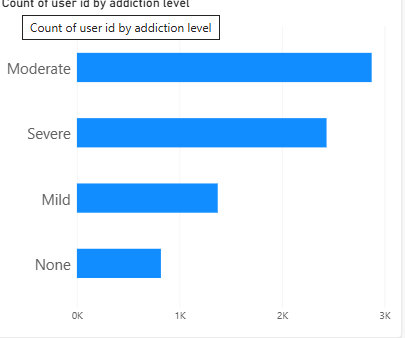 Count of user id by addiction level
Count of user id by addiction level
Moderate
Severe
Mild
None
0K 1K 2K 3K